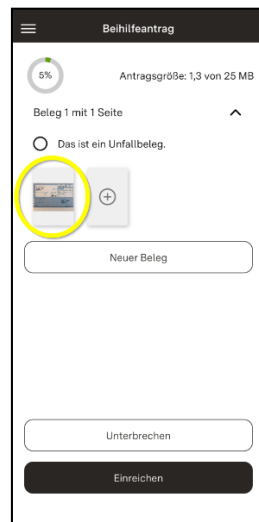 Beihilfeantrag
5%
Antragsgröße: 1,3 von 25 MB
Beleg 1 mit 1 Seite
Das ist ein Unfallbeleg.
Neuer Beleg
Unterbrechen
Einreichen